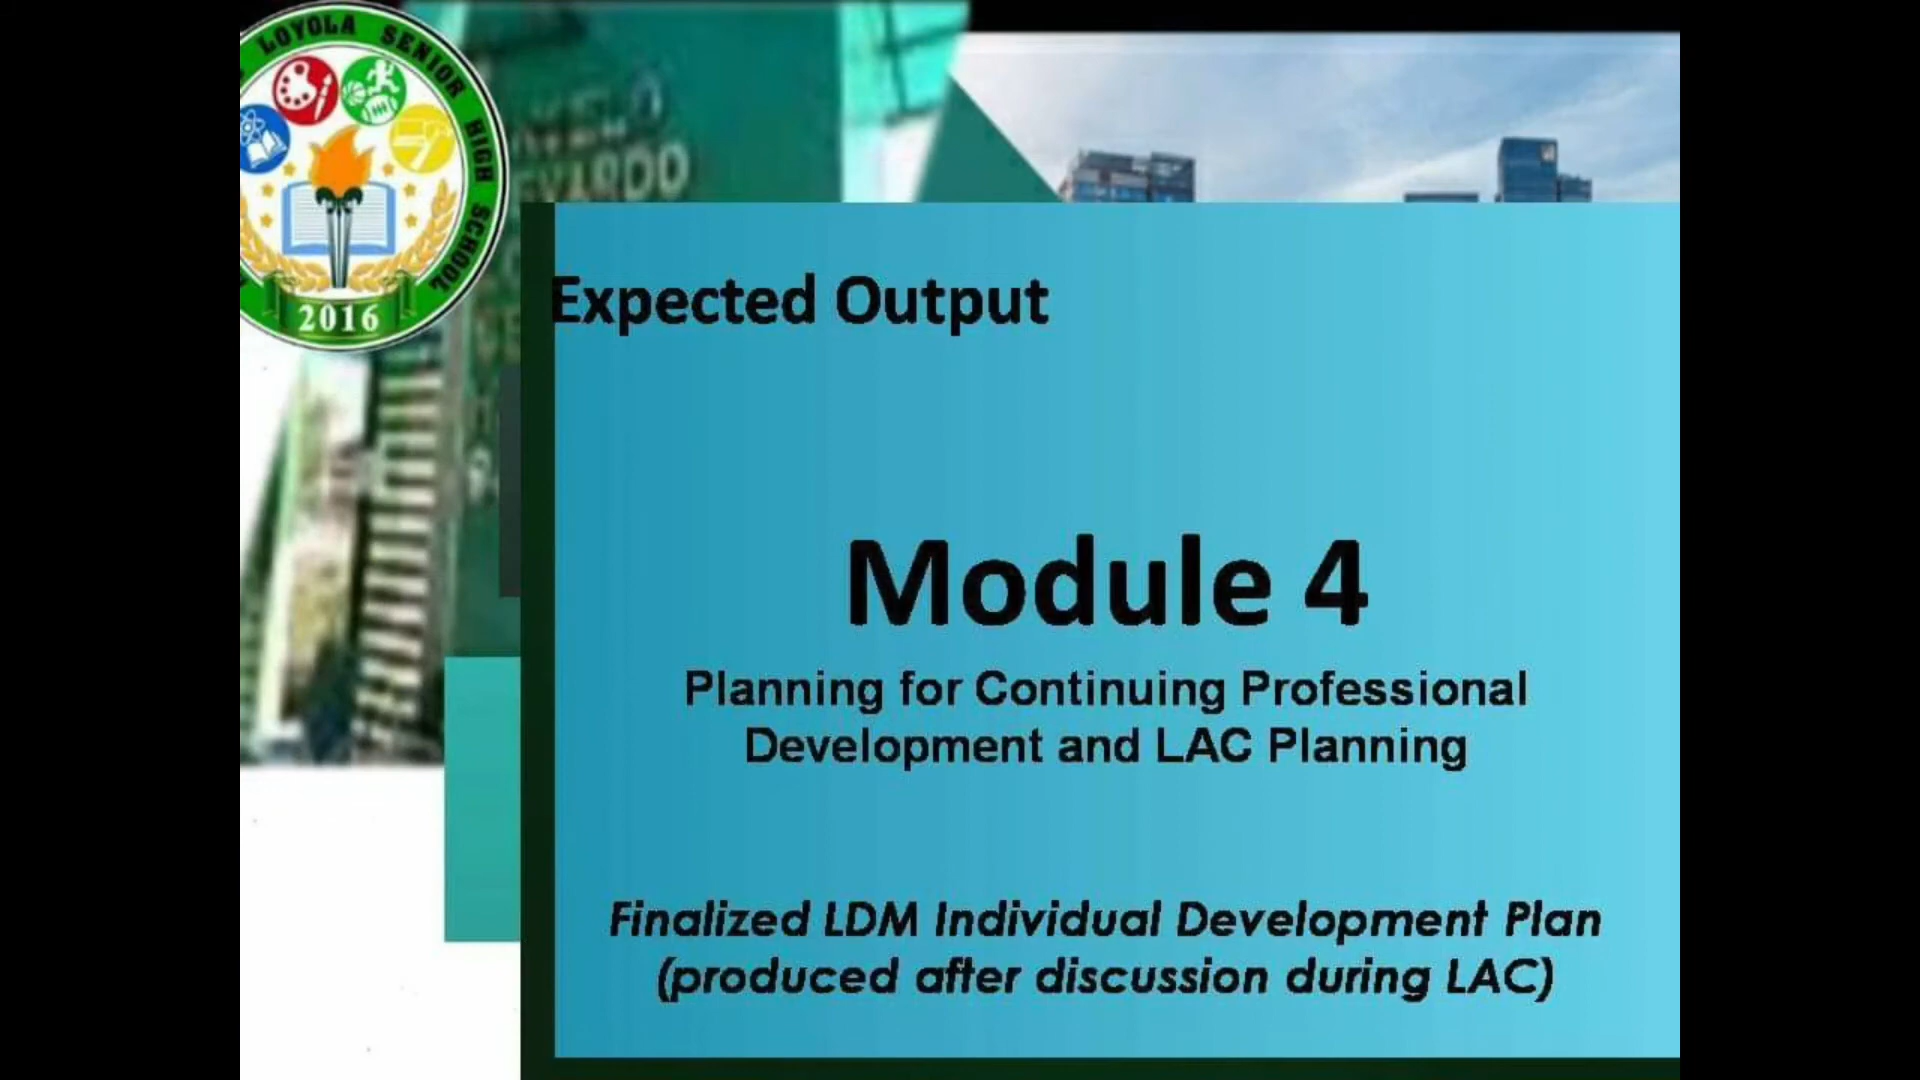 LOYOLA SENIOR HIGH SCHOOL
2016
Expected Output
Module 4
Planning for Continuing Professional
Development and LAC Planning
Finalized LDM Individual Development Plan
(produced after discussion during LAC)